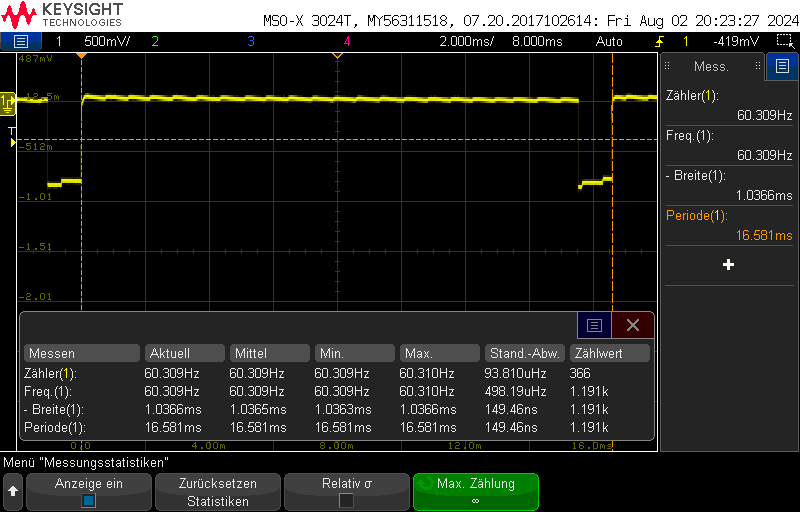 KEYSIGHT
TECHNOLOGIES
MSO-X 3024T, MY56311518, 07.20.2017102614: Fri Aug 02 20:23:27 2024
1 500mV/ 2 3 4 2.000ms/ 8.000ms Auto 1 -419mV
487mV
-12.5m
-512m
-1.01
-1.51
-2.01
1
T
Mess.
Zähler(1):
60.309Hz
Freq.(1):
60.309Hz
- Breite(1):
1.0366ms
Periode(1):
16.581ms
Messen Aktuell Mittel Min. Max. Stand.-Abw. Zählwert
Zähler(1): 60.309Hz 60.309Hz 60.309Hz 60.310Hz 93.810uHz 366
Freq.(1): 60.309Hz 60.309Hz 60.309Hz 60.310Hz 498.19uHz 1.191k
- Breite(1): 1.0366ms 1.0365ms 1.0363ms 1.0366ms 149.46ns 1.191k
Periode(1): 16.581ms 16.581ms 16.581ms 16.581ms 149.46ns 1.191k
0.0 4.00m 8.00m 12.0m 16.0ms
Menü "Messungsstatistiken"
Anzeige ein
Zurücksetzen
Statistiken
Relativ σ
Max. Zählung
∞